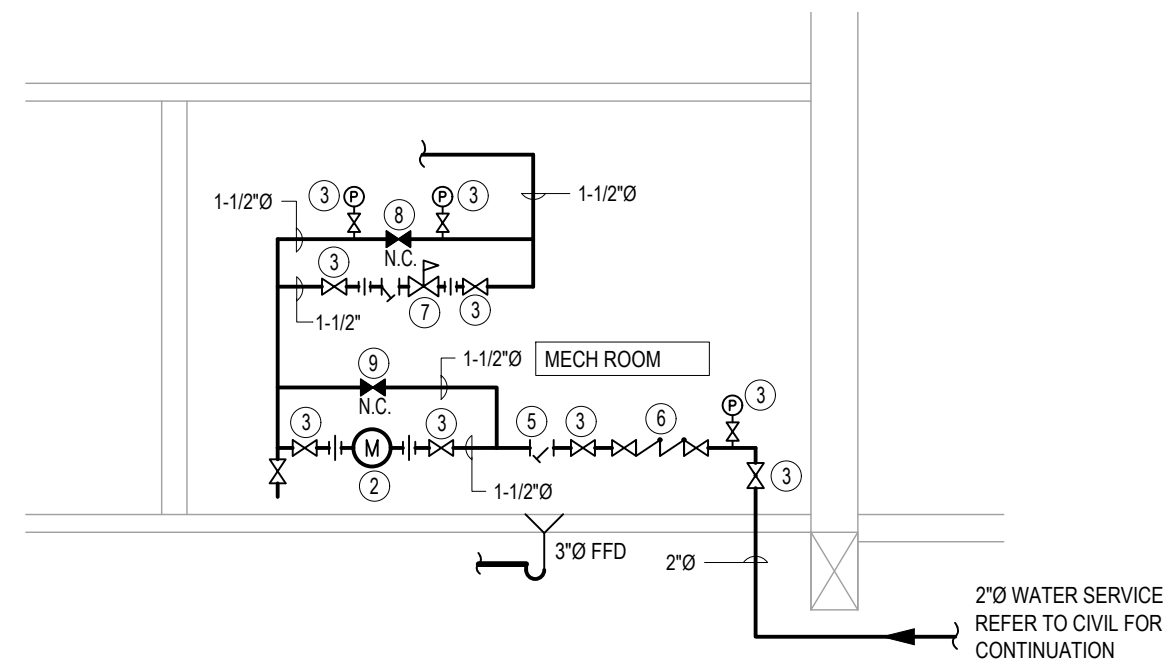 1-1/2"Ø
3
P
8
P
3
1-1/2"Ø
N.C.
3
7
3
1-1/2"
9
1-1/2"Ø
MECH ROOM
N.C.
3
M
2
3
5
3
6
P
3
3
1-1/2"Ø
3"Ø FFD
2"Ø
2"Ø WATER SERVICE
REFER TO CIVIL FOR
CONTINUATION